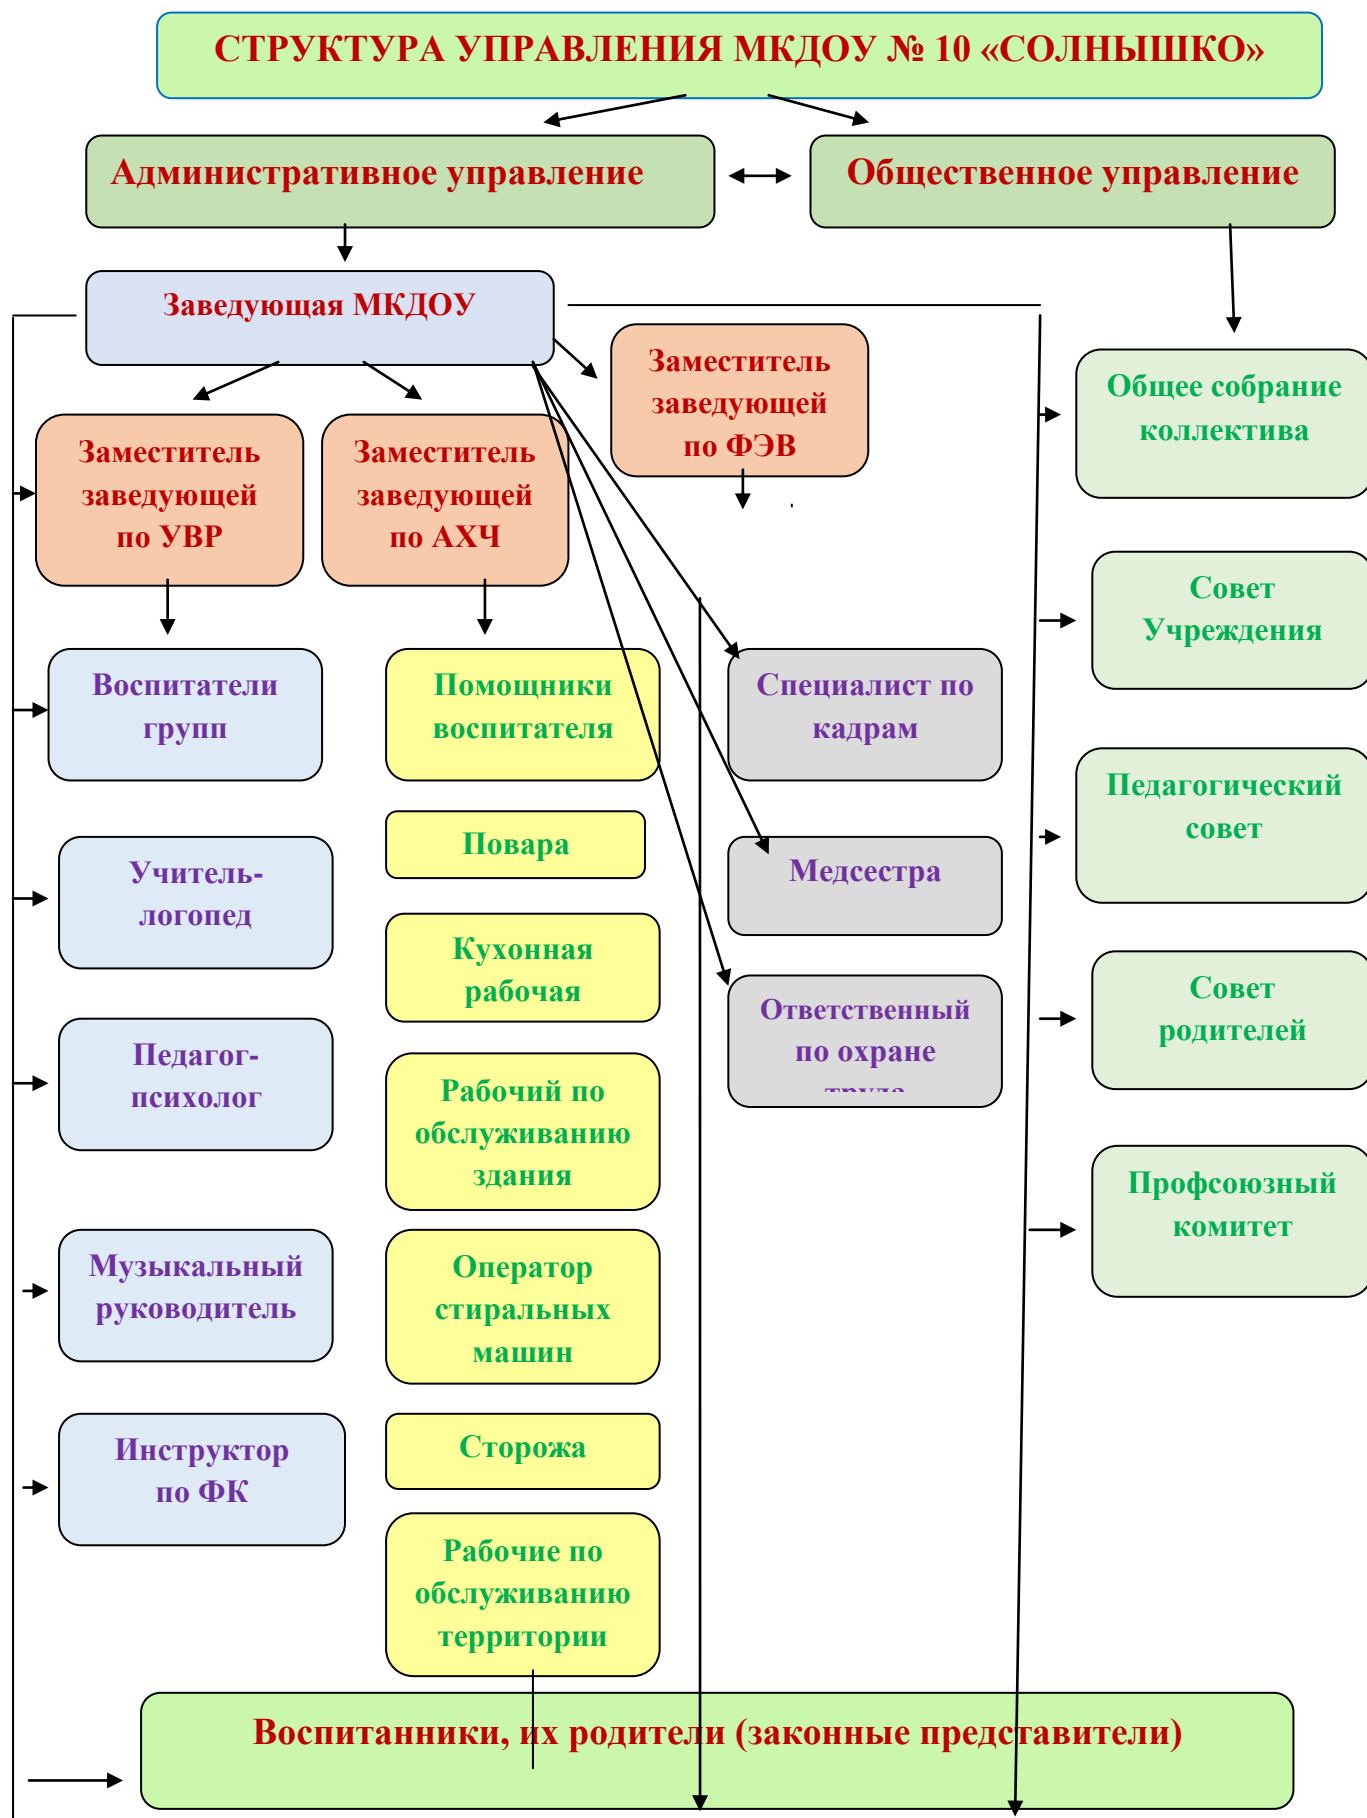 СТРУКТУРА УПРАВЛЕНИЯ МКДОУ № 10 «СОЛНЫШКО»
Административное управление
Общественное управление
Заведующая МКДОУ
Заместитель
заведующей
по ФЭВ
Заместитель
заведующей
по УВР
Заместитель
заведующей
по АХЧ
Общее собрание
коллектива
Совет
Учреждения
Воспитатели
групп
Помощники
воспитателя
Специалист по
кадрам
Педагогический
совет
Учитель-
логопед
Повара
Медсестра
Кухонная
рабочая
Ответственный
по охране
труда
Совет
родителей
Педагог-
психолог
Рабочий по
обслуживанию
здания
Профсоюзный
комитет
Музыкальный
руководитель
Оператор
стиральных
машин
Инструктор
по ФК
Сторожа
Рабочие по
обслуживанию
территории
Воспитанники, их родители (законные представители)